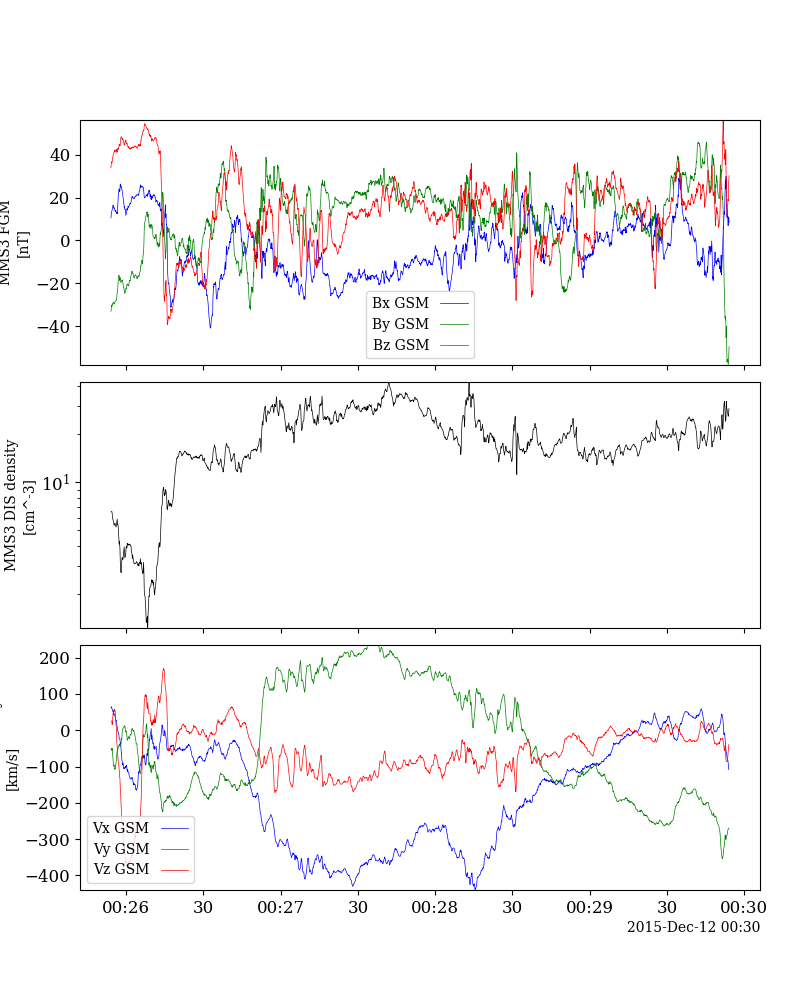 MMS3 FGM
[nT]
40
20
0
−20
−40
Bx GSM
By GSM
Bz GSM
MMS3 DIS density
[cm^-3]
10^1
[km/s]
200
100
0
−100
−200
−300
−400
Vx GSM
Vy GSM
Vz GSM
00:26 30 00:27 30 00:28 30 00:29 30 00:30
2015-Dec-12 00:30